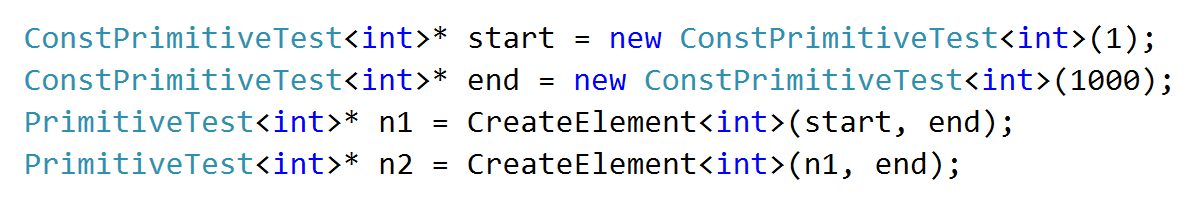 ConstPrimitiveTest<int>* start = new ConstPrimitiveTest<int>(1);
ConstPrimitiveTest<int>* end = new ConstPrimitiveTest<int>(1000);
PrimitiveTest<int>* n1 = CreateElement<int>(start, end);
PrimitiveTest<int>* n2 = CreateElement<int>(n1, end);